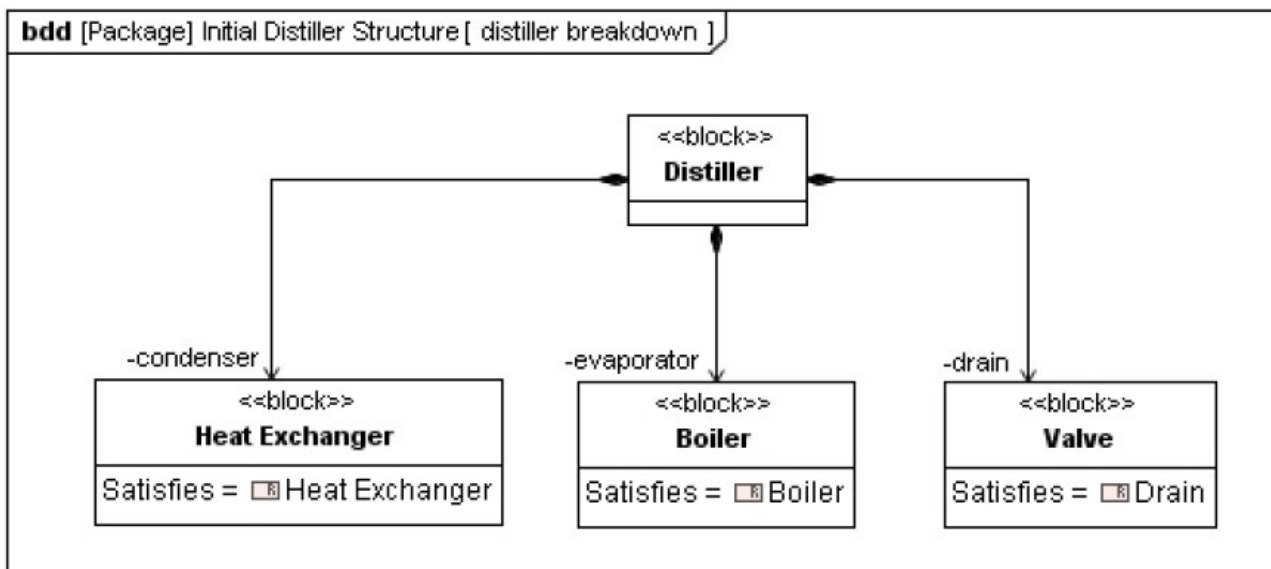 bdd [Package] Initial Distiller Structure [ distiller breakdown ]
<<block>>
Distiller
-condenser
-evaporator
-drain
<<block>>
Heat Exchanger
Satisfies = R Heat Exchanger
<<block>>
Boiler
Satisfies = R Boiler
<<block>>
Valve
Satisfies = R Drain